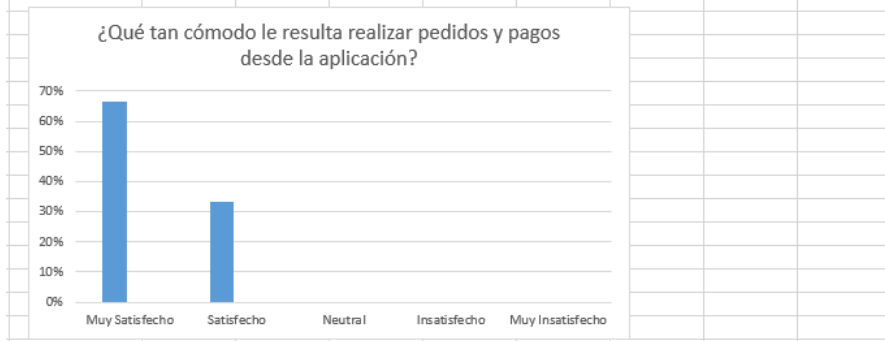 ¿Qué tan cómodo le resulta realizar pedidos y pagos
desde la aplicación?
70%
60%
50%
40%
30%
20%
10%
0%
Muy Satisfecho Satisfecho Neutral Insatisfecho Muy Insatisfecho